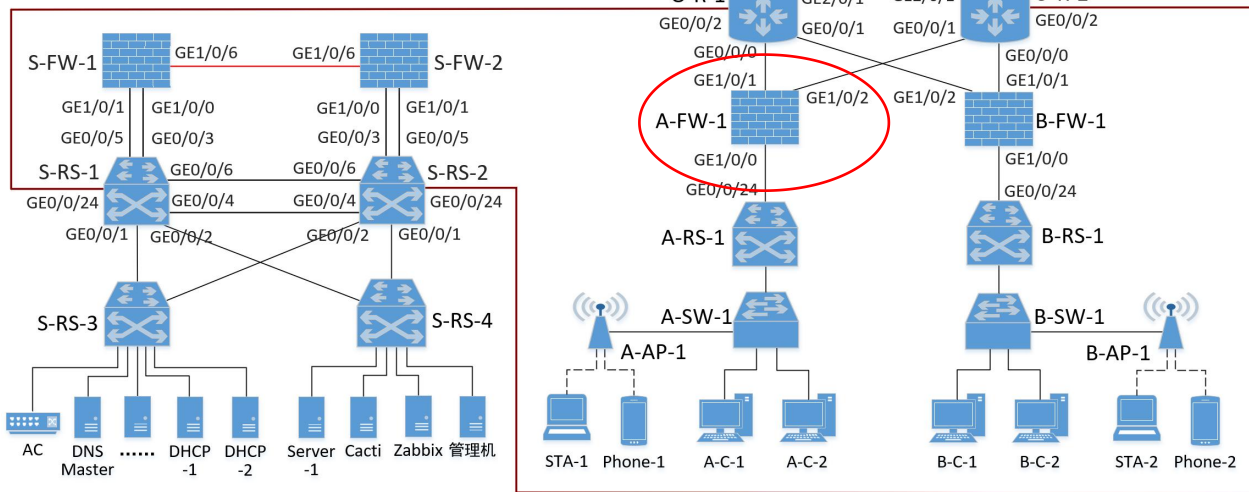 GE0/0/2
GE0/0/1
GE0/0/1
GE0/0/2
GE0/0/0
GE0/0/0
S-FW-1
GE1/0/6
GE1/0/6
S-FW-2
GE1/0/1
GE1/0/0
GE1/0/0
GE1/0/1
GE0/0/5
GE0/0/3
GE0/0/3
GE0/0/5
GE1/0/1
GE1/0/2
GE1/0/2
GE1/0/1
A-FW-1
B-FW-1
GE1/0/0
GE1/0/0
GE0/0/24
GE0/0/24
S-RS-1
GE0/0/6
GE0/0/6
S-RS-2
GE0/0/24
GE0/0/4
GE0/0/4
GE0/0/24
GE0/0/1
GE0/0/2
GE0/0/2
GE0/0/1
A-RS-1
B-RS-1
S-RS-3
S-RS-4
A-SW-1
B-SW-1
A-AP-1
B-AP-1
AC
DNS
Master
......
DHCP
-1
DHCP
-2
Server
-1
Cacti
Zabbix
管理机
STA-1
Phone-1
A-C-1
A-C-2
B-C-1
B-C-2
STA-2
Phone-2